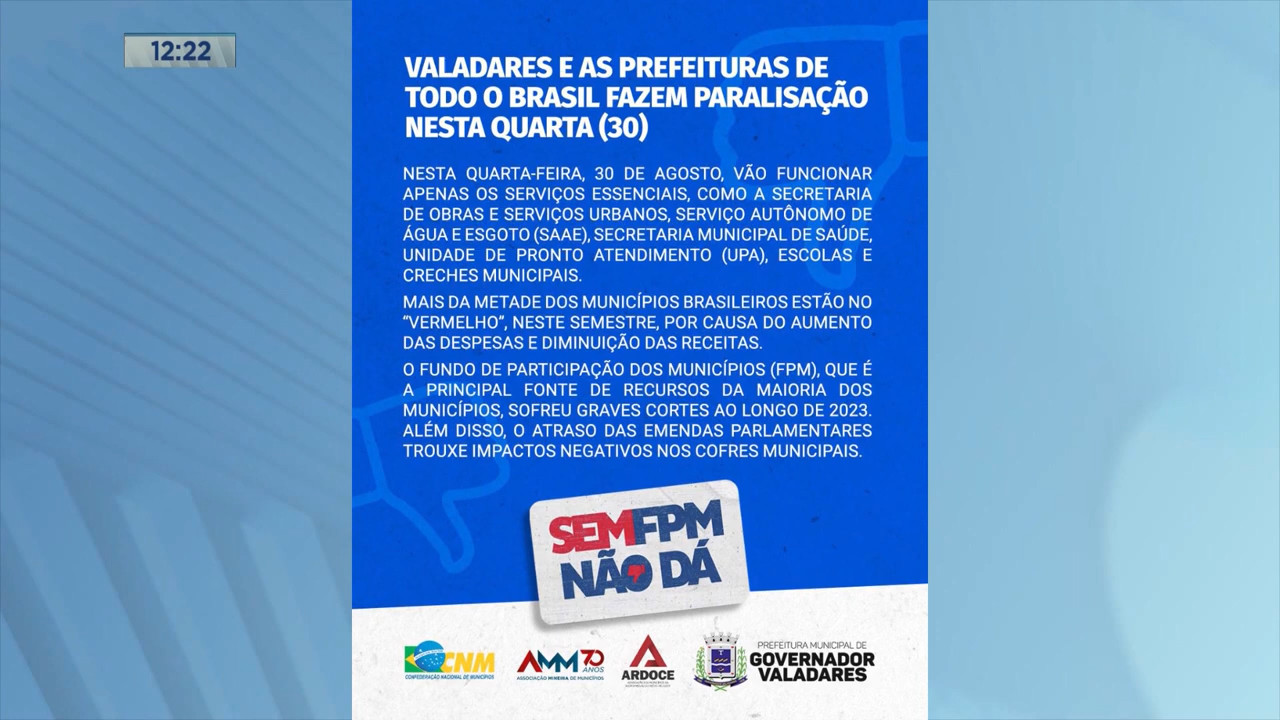 12:22
VALADARES E AS PREFEITURAS DE
TODO O BRASIL FAZEM PARALISAÇÃO
NESTA QUARTA (30)
NESTA QUARTA-FEIRA, 30 DE AGOSTO, VÃO FUNCIONAR
APENAS OS SERVIÇOS ESSENCIAIS, COMO A SECRETARIA
DE OBRAS E SERVIÇOS URBANOS, SERVIÇO AUTÔNOMO DE
ÁGUA E ESGOTO (SAAE), SECRETARIA MUNICIPAL DE SAÚDE,
UNIDADE DE PRONTO ATENDIMENTO (UPA), ESCOLAS E
CRECHES MUNICIPAIS.
MAIS DA METADE DOS MUNICÍPIOS BRASILEIROS ESTÃO NO
“VERMELHO”, NESTE SEMESTRE, POR CAUSA DO AUMENTO
DAS DESPESAS E DIMINUIÇÃO DAS RECEITAS.
O FUNDO DE PARTICIPAÇÃO DOS MUNICÍPIOS (FPM), QUE É
A PRINCIPAL FONTE DE RECURSOS DA MAIORIA DOS
MUNICÍPIOS, SOFREU GRAVES CORTES AO LONGO DE 2023.
ALÉM DISSO, O ATRASO DAS EMENDAS PARLAMENTARES
TROUXE IMPACTOS NEGATIVOS NOS COFRES MUNICIPAIS.
SEM FPM
NÃO DÁ
CNM
CONFEDERAÇÃO NACIONAL DE MUNICÍPIOS
AMM 70
ANOS
ASSOCIAÇÃO MINEIRA DE MUNICÍPIOS
ARDOCE
PREFEITURA MUNICIPAL DE
GOVERNADOR
VALADARES